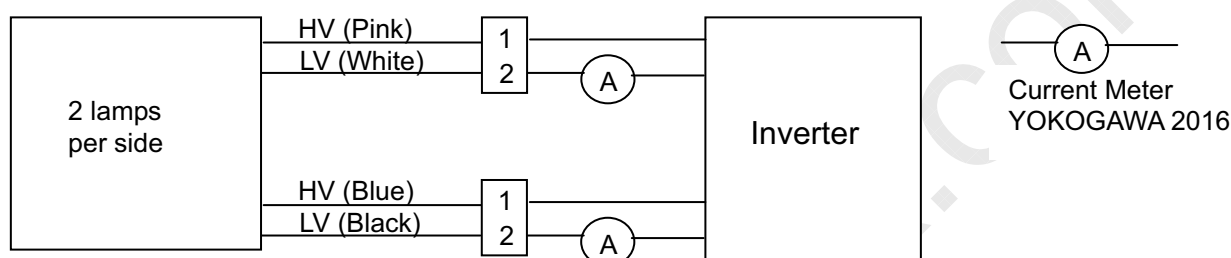 HV (Pink)
LV (White)
1
2
A
2 lamps
per side
Inverter
A
Current Meter
YOKOGAWA 2016
HV (Blue)
LV (Black)
1
2
A